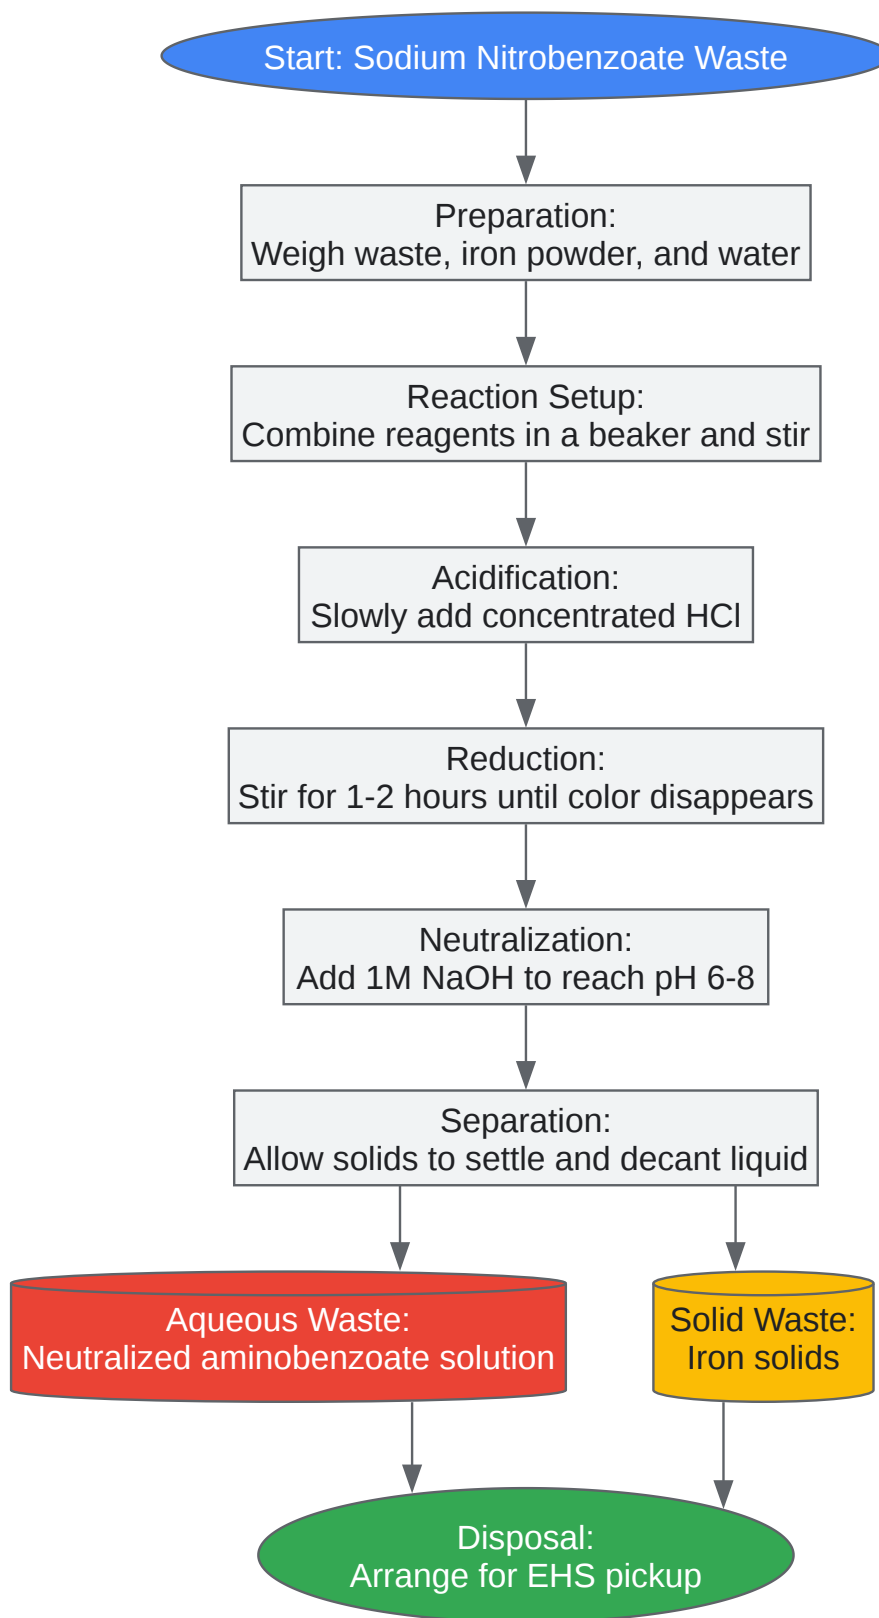 Start: Sodium Nitrobenzoate Waste
Preparation:
Weigh waste, iron powder, and water
Reaction Setup:
Combine reagents in a beaker and stir
Acidification:
Slowly add concentrated HCl
Reduction:
Stir for 1-2 hours until color disappears
Neutralization:
Add 1M NaOH to reach pH 6-8
Separation:
Allow solids to settle and decant liquid
Aqueous Waste:
Neutralized aminobenzoate solution
Solid Waste:
Iron solids
Disposal:
Arrange for EHS pickup